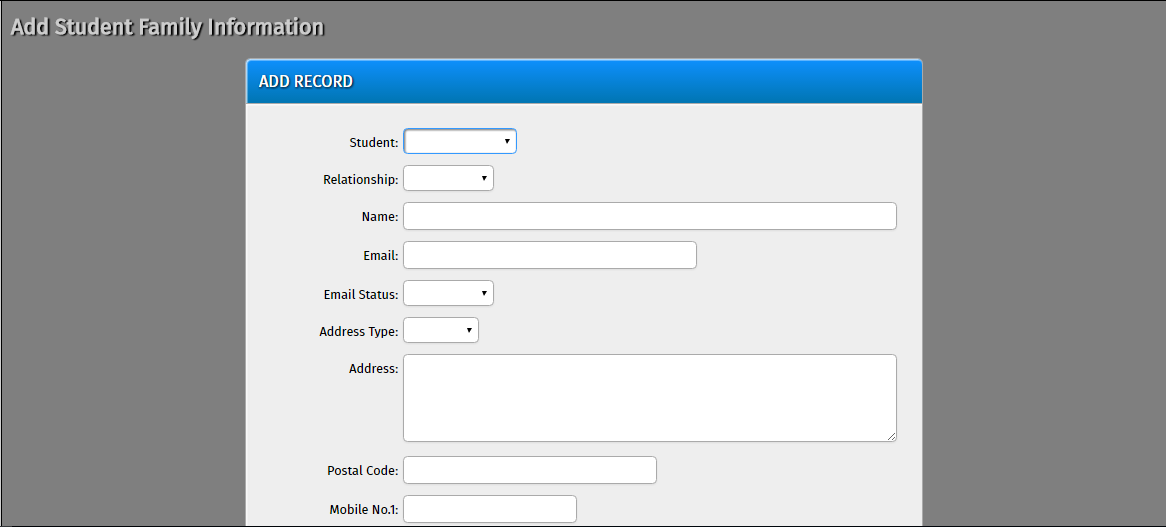 Add Student Family Information
ADD RECORD
Student:
Relationship:
Name:
Email:
Email Status:
Address Type:
Address:
Postal Code:
Mobile No.1: